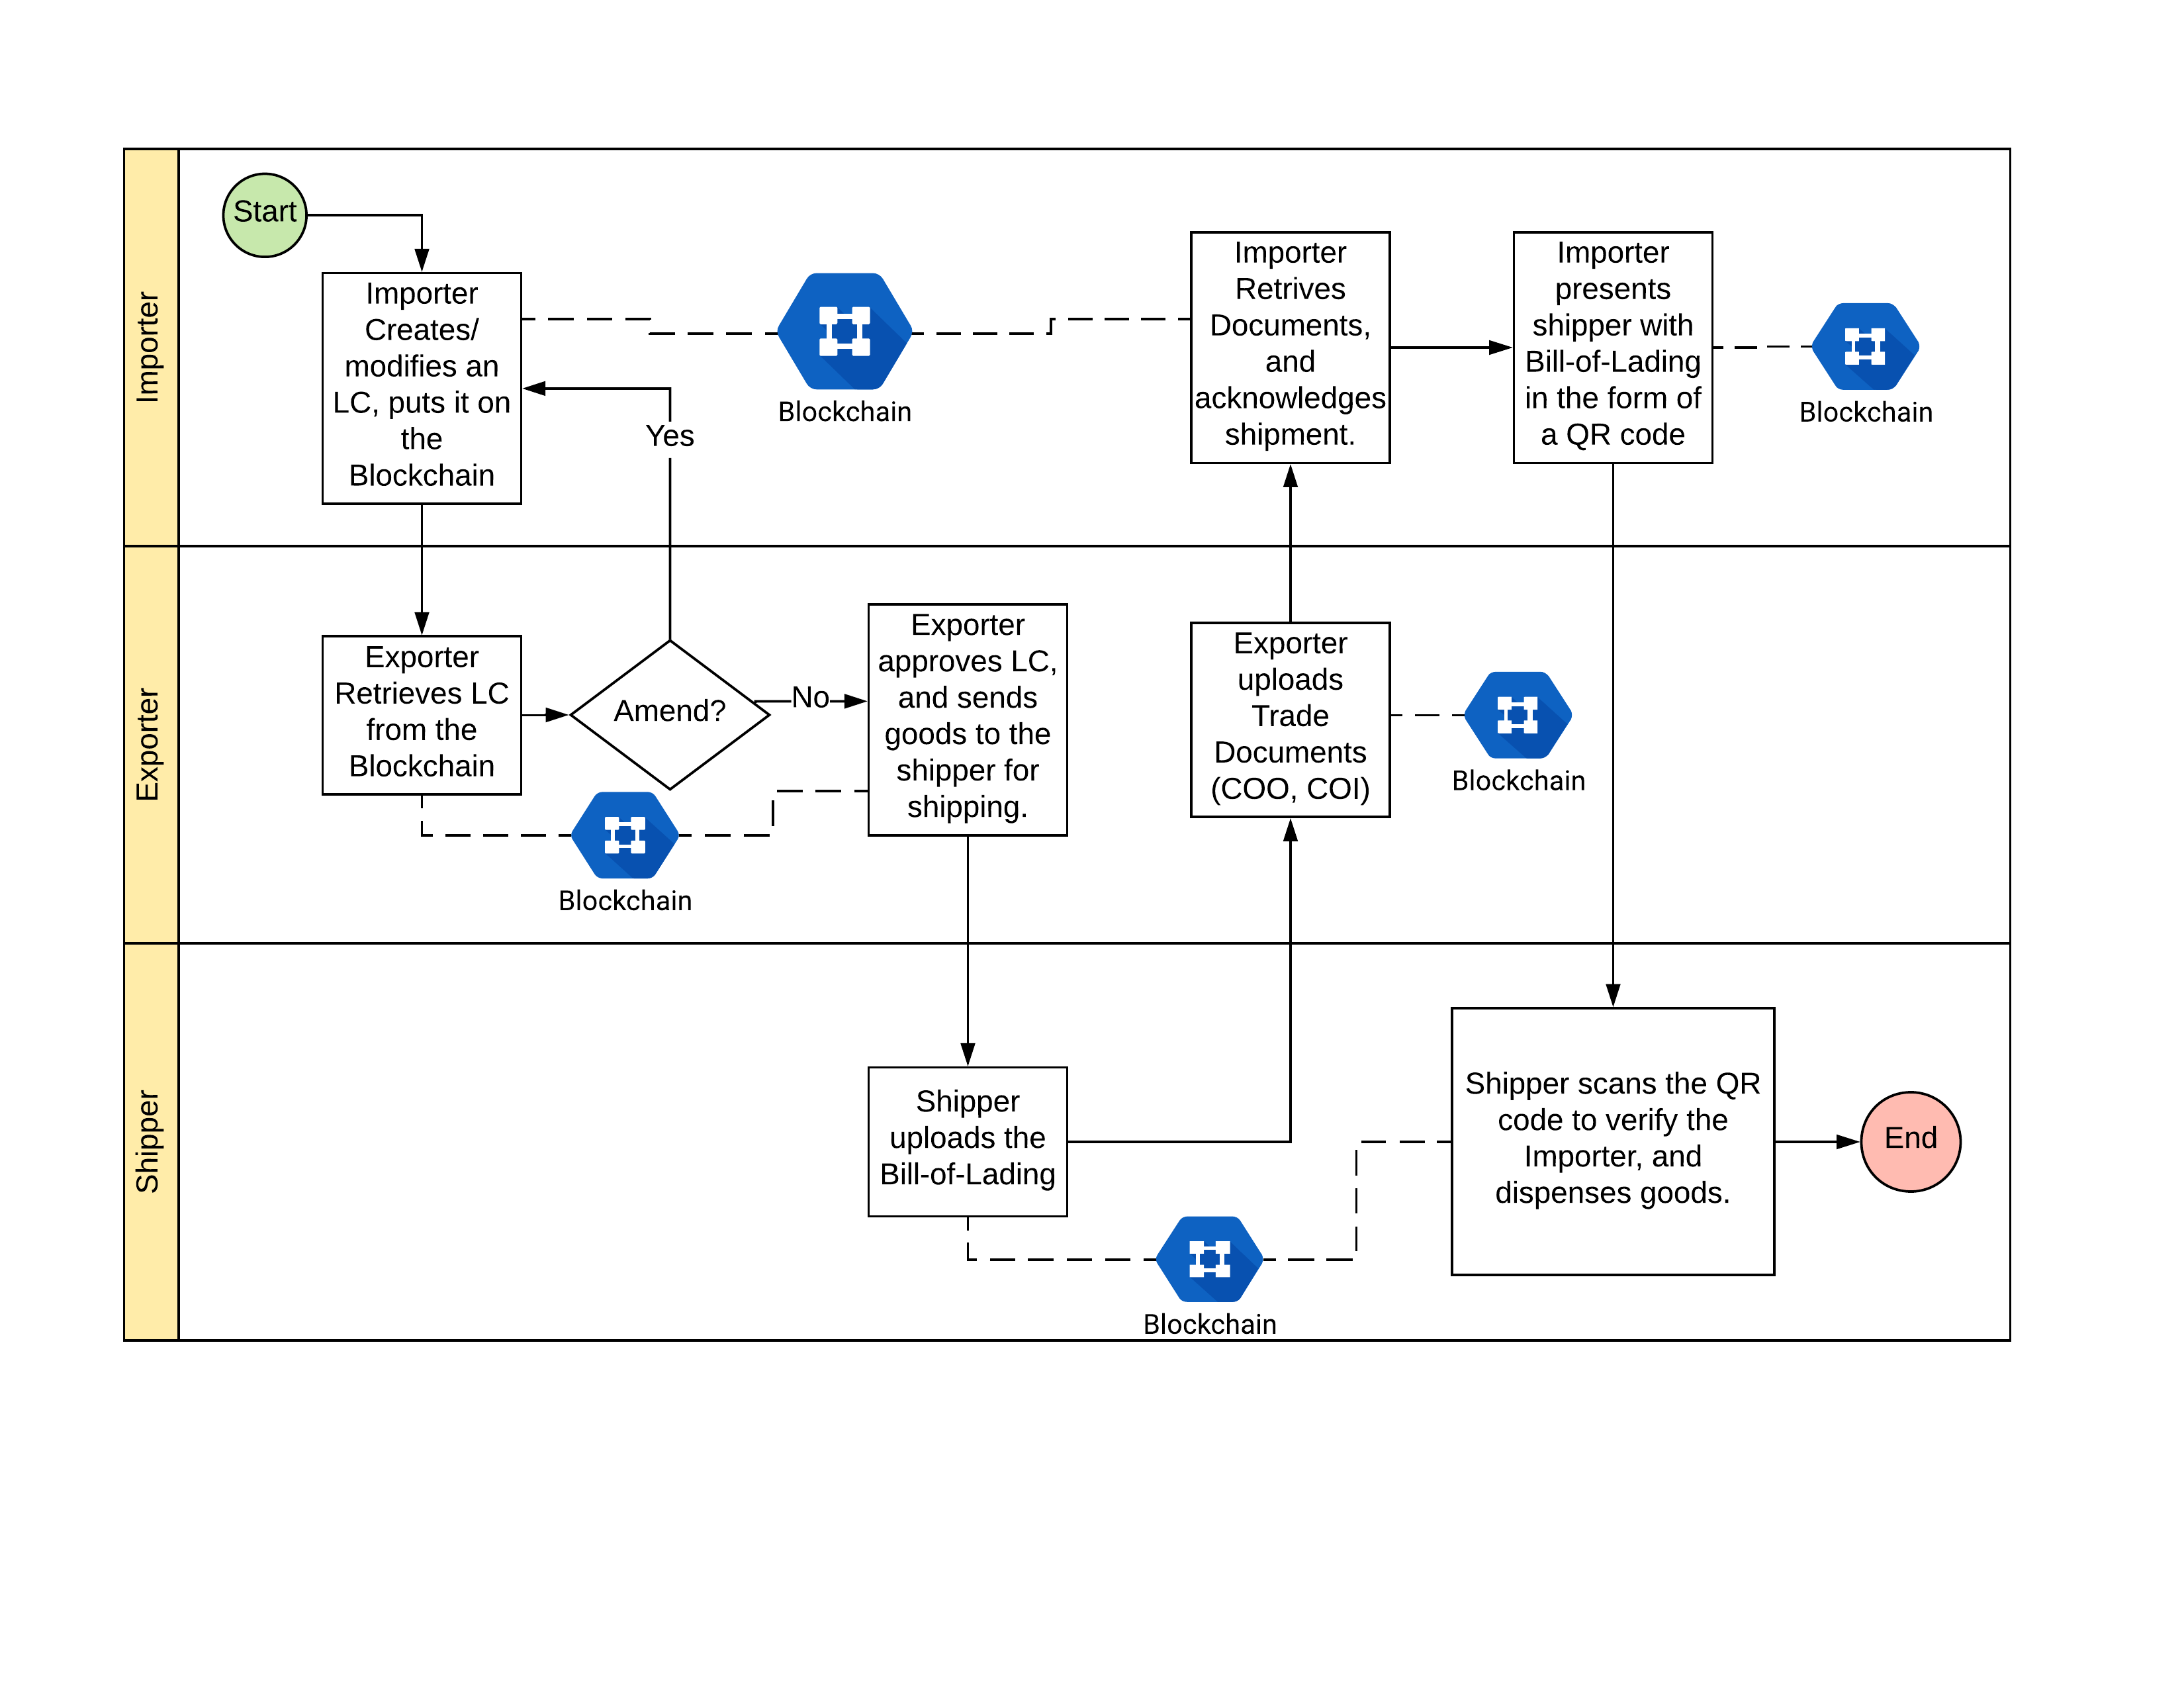 Importer
Start
Importer
Creates/
modifies an
LC, puts it on
the
Blockchain
Yes
Blockchain
Importer
Retrives
Documents,
and
acknowledges
shipment.
Importer
presents
shipper with
Bill-of-Lading
in the form of
a QR code
Blockchain
Exporter
Exporter
Retrieves LC
from the
Blockchain
Amend?
No
Blockchain
Exporter
approves LC,
and sends
goods to the
shipper for
shipping.
Exporter
uploads
Trade
Documents
(COO, COI)
Blockchain
Shipper
Shipper
uploads the
Bill-of-Lading
Blockchain
Shipper scans the QR
code to verify the
Importer, and
dispenses goods.
End